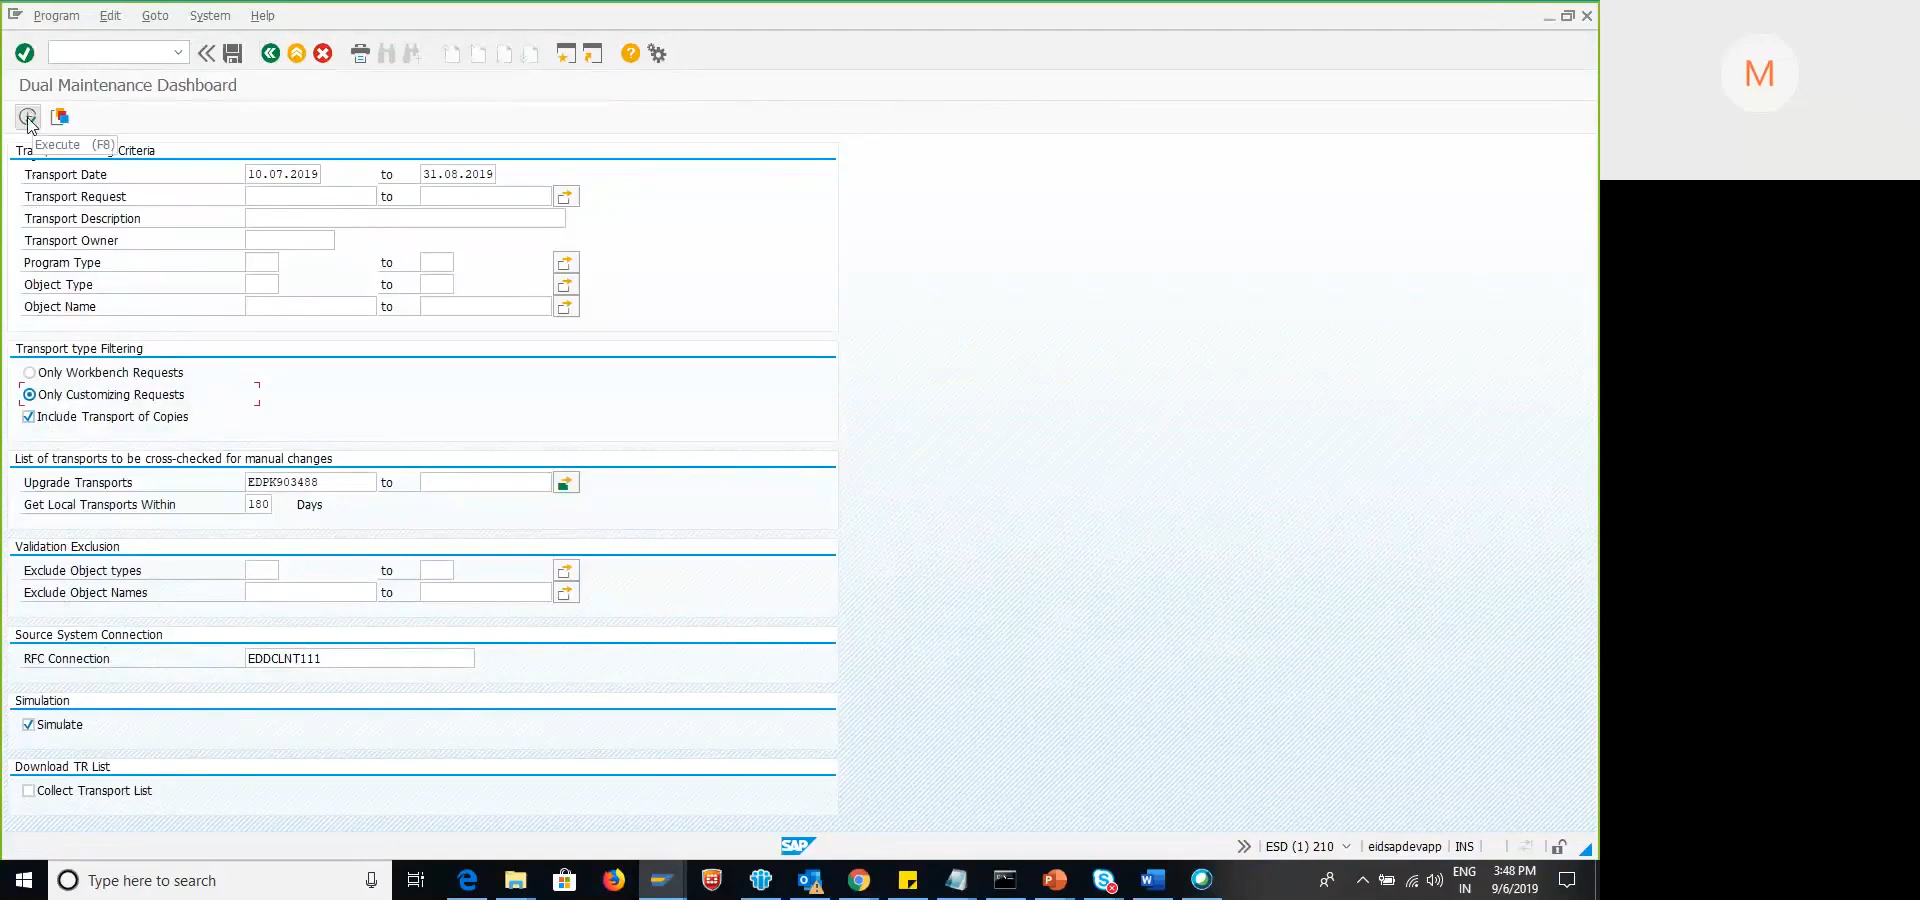 Program Edit Goto System Help
Dual Maintenance Dashboard
Execute (F8)
Tra Criteria
Transport Date 10.07.2019 to 31.08.2019
Transport Request to
Transport Description
Transport Owner
Program Type to
Object Type to
Object Name to
Transport type Filtering
Only Workbench Requests
Only Customizing Requests
Include Transport of Copies
List of transports to be cross-checked for manual changes
Upgrade Transports EDPK903488 to
Get Local Transports Within 180 Days
Validation Exclusion
Exclude Object types to
Exclude Object Names to
Source System Connection
RFC Connection EDDCLNT111
Simulation
Simulate
Download TR List
Collect Transport List
SAP ESD (1) 210 eidsapdevapp INS
Type here to search
ENG
IN
3:48 PM
9/6/2019
M